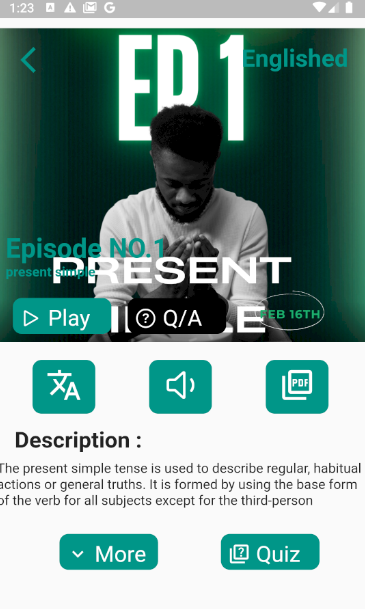 1:23
EP 1
Englished
Episode NO.1
PRESENT
present simple
Play
Q/A
FEB 16TH
PDF
Description :
The present simple tense is used to describe regular, habitual
actions or general truths. It is formed by using the base form
of the verb for all subjects except for the third-person
More
Quiz